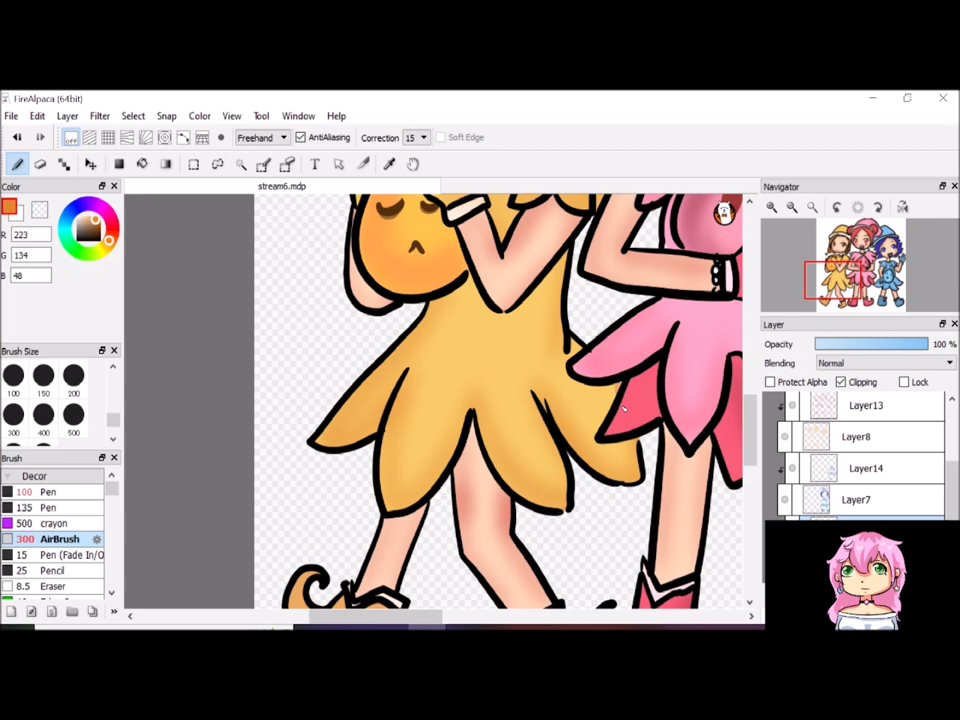 FireAlpaca (64bit)
File Edit Layer Filter Select Snap Color View Tool Window Help
OFF Freehand AntiAliasing Correction 15 Soft Edge
T
Color stream6.mdp Navigator
R 223
G 134
B 48
Layer
Opacity 100 %
Brush Size Blending Normal
100 150 200 Protect Alpha Clipping Lock
Layer13
300 400 500 Layer8
Brush
Decor Layer14
100 Pen
135 Pen Layer7
500 crayon
300 AirBrush
15 Pen (Fade In/O
25 Pencil
8.5 Eraser